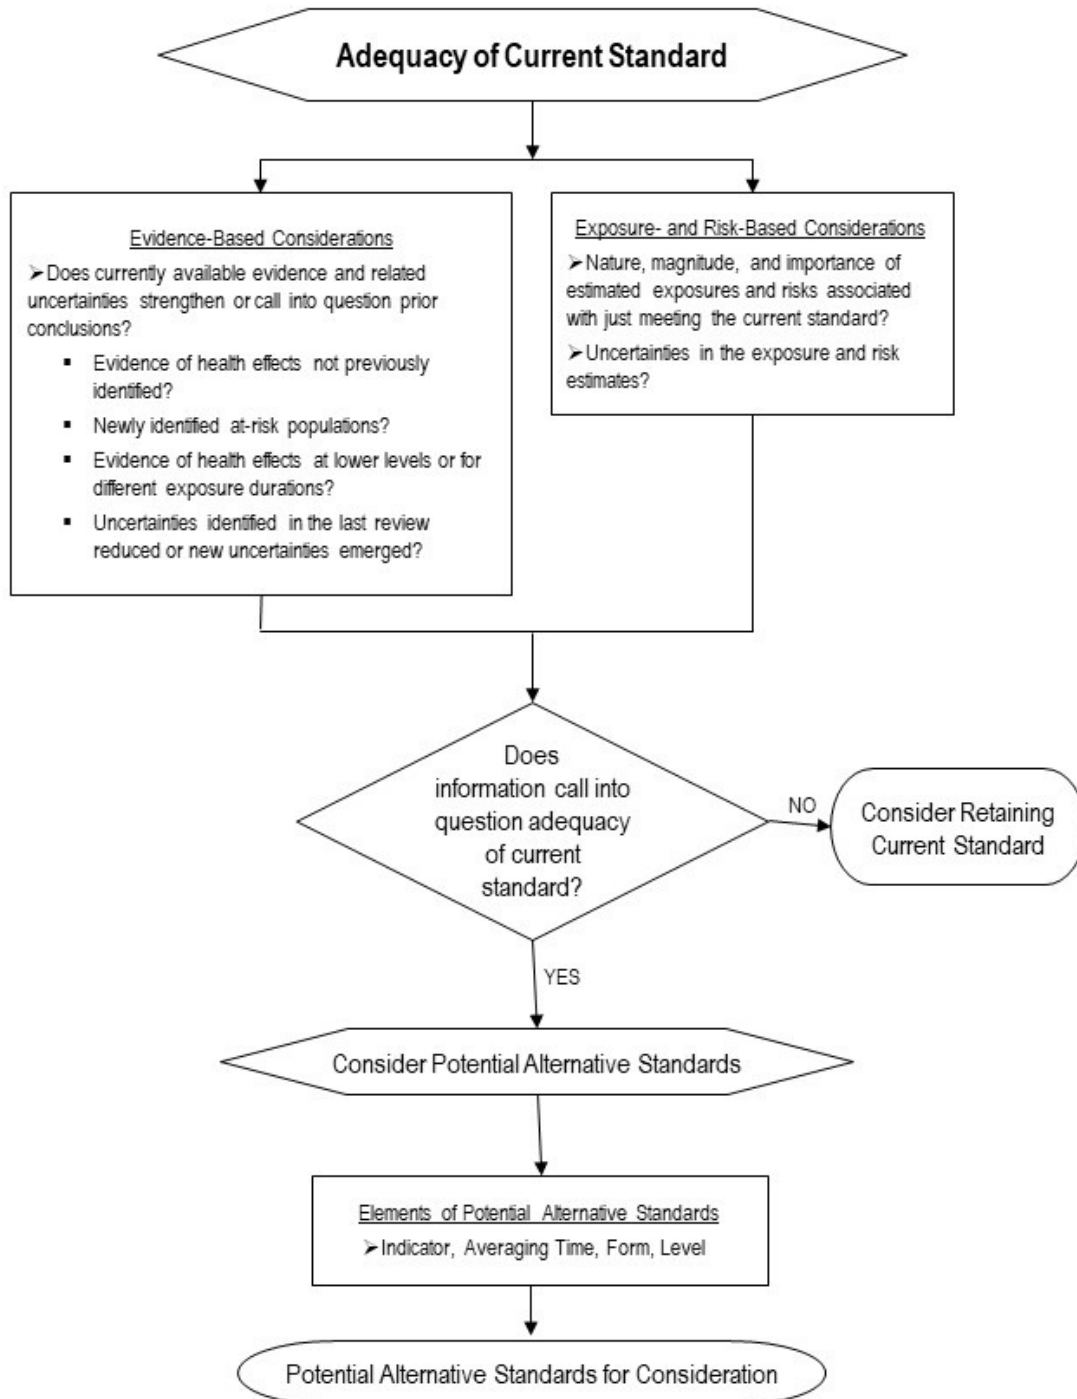 Adequacy of Current Standard
Evidence-Based Considerations
➢Does currently available evidence and related
uncertainties strengthen or call into question prior
conclusions?
▪ Evidence of health effects not previously
identified?
▪ Newly identified at-risk populations?
▪ Evidence of health effects at lower levels or for
different exposure durations?
▪ Uncertainties identified in the last review
reduced or new uncertainties emerged?
Exposure- and Risk-Based Considerations
➢Nature, magnitude, and importance of
estimated exposures and risks associated
with just meeting the current standard?
➢Uncertainties in the exposure and risk
estimates?
Does
information call into
question adequacy
of current
standard?
NO
Consider Retaining
Current Standard
YES
Consider Potential Alternative Standards
Elements of Potential Alternative Standards
➢Indicator, Averaging Time, Form, Level
Potential Alternative Standards for Consideration